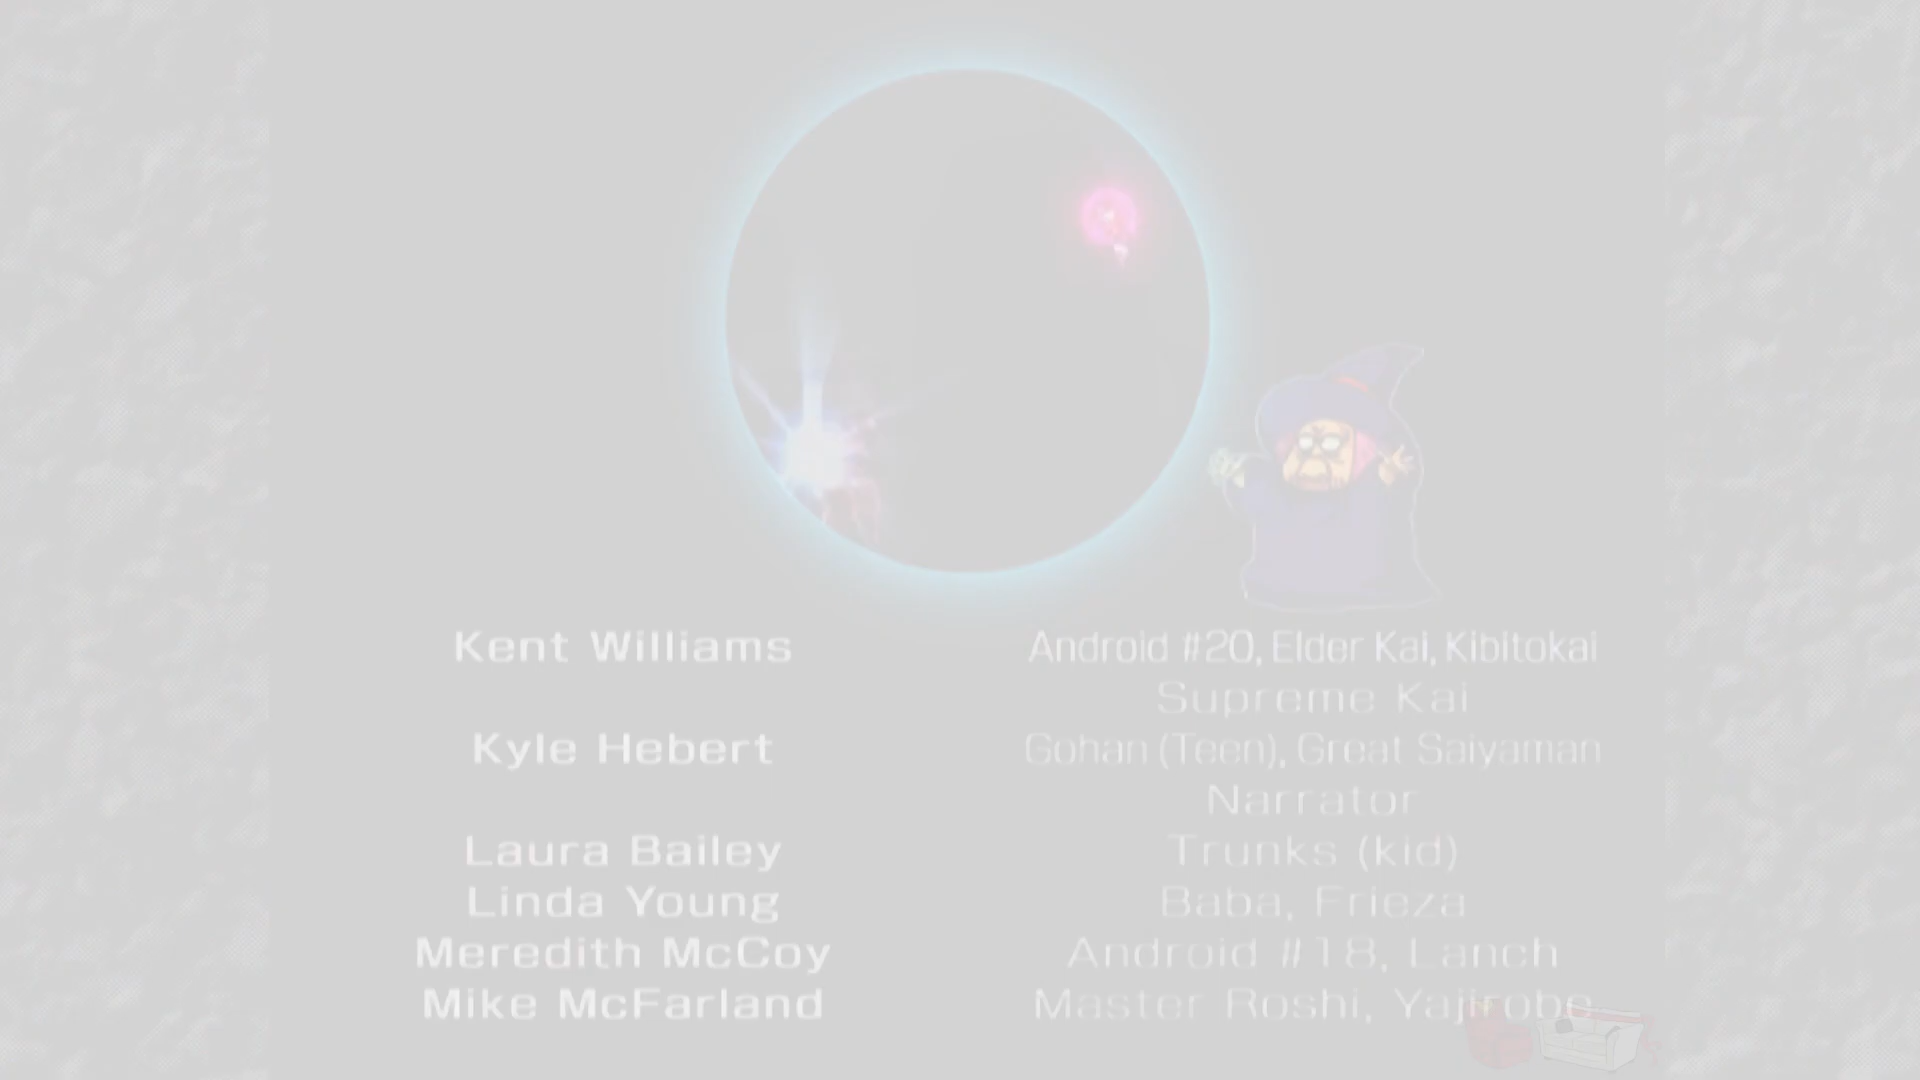 Kent Williams Android #20, Elder Kai, Kibitokai
Supreme Kai
Kyle Hebert Gohan (Teen), Great Saiyaman
Narrator
Laura Bailey Trunks (kid)
Linda Young Baba, Frieza
Meredith McCoy Android #18, Lanch
Mike McFarland Master Roshi, Yajirobe